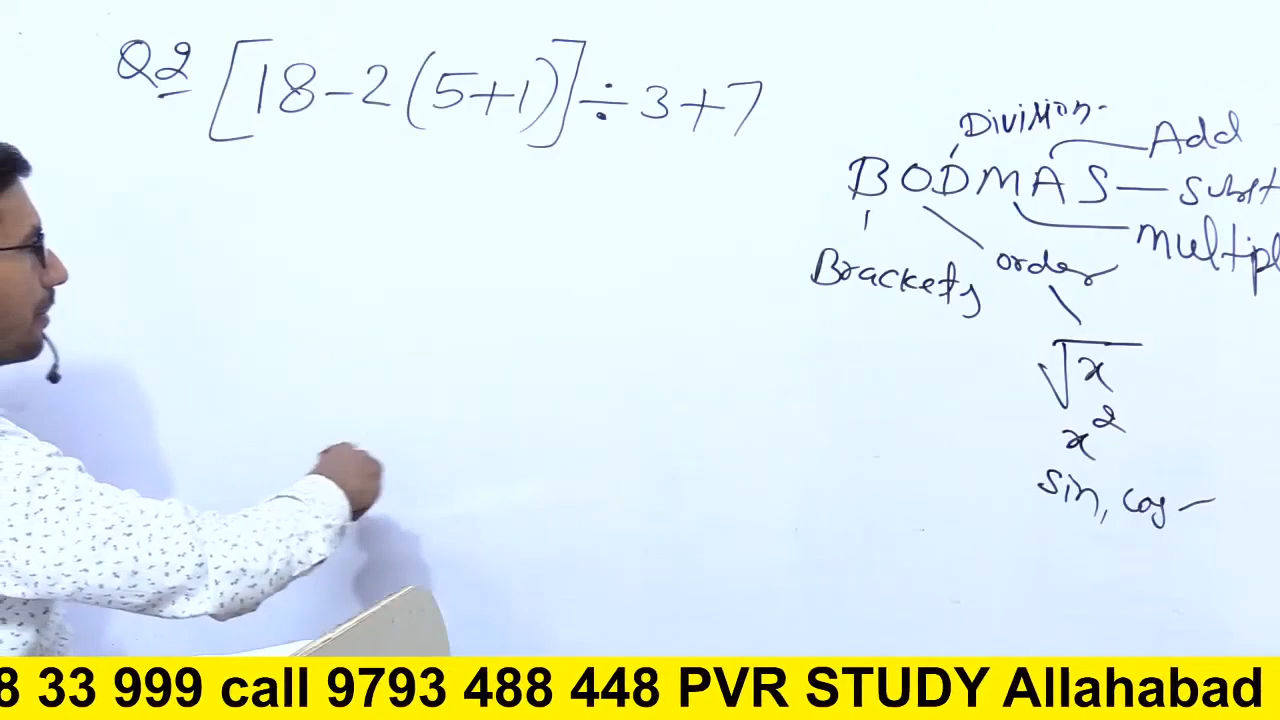 Q2 [18-2(5+1)]÷3+7
Division
Add
BODMAS
Subst
Multipl
Brackets
order
√x
x²
Sin, Cos
8 33 999 call 9793 488 448 PVR STUDY Allahabad